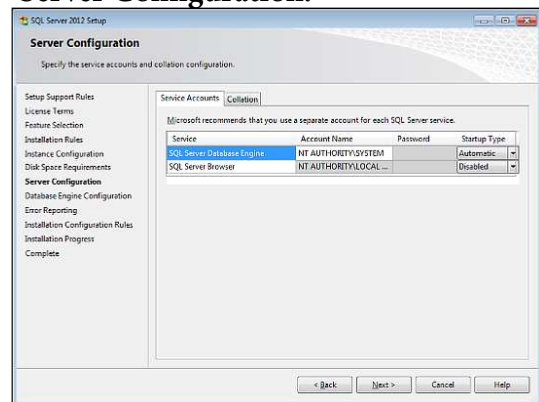 Server Configuration.
SQL Server 2012 Setup
Server Configuration
Specify the service accounts and collation configuration.
Setup Support Rules
License Terms
Feature Selection
Installation Rules
Instance Configuration
Disk Space Requirements
Server Configuration
Database Engine Configuration
Error Reporting
Installation Configuration Rules
Installation Progress
Complete
Service Accounts Collation
Microsoft recommends that you use a separate account for each SQL Server service.
Service Account Name Password Startup Type
SQL Server Database Engine NT AUTHORITY\SYSTEM Automatic
SQL Server Browser NT AUTHORITY\LOCAL ... Disabled
< Back Next > Cancel Help